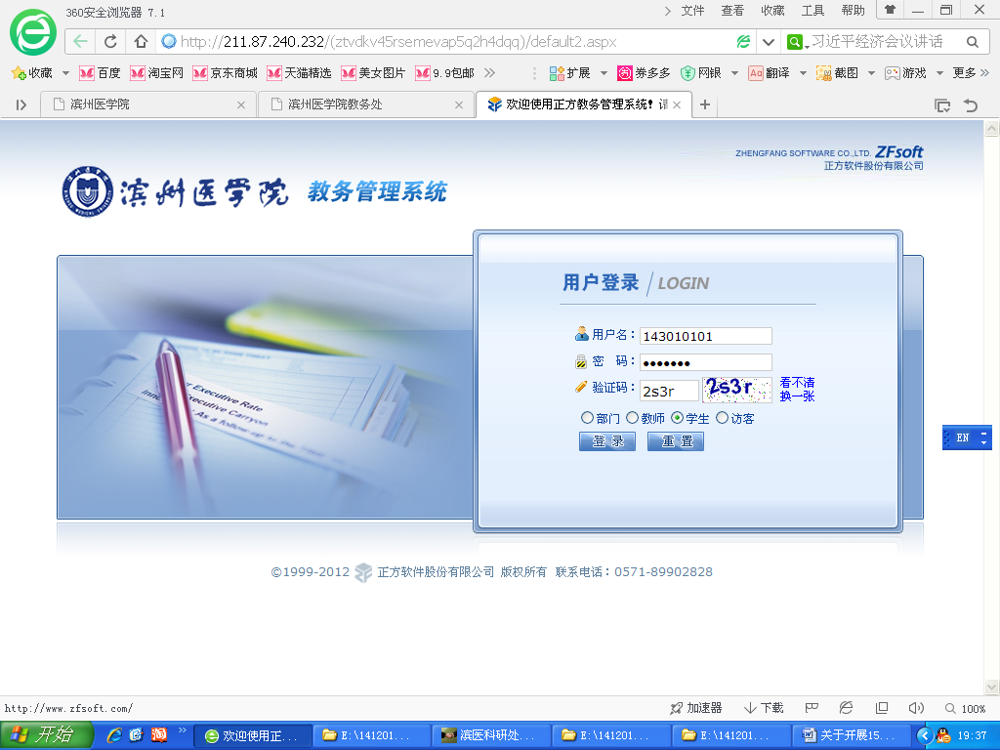 360安全浏览器 7.1
文件 查看 收藏 工具 帮助
http://211.87.240.232/(ztvdkv45rsemevap5q2h4dqq)/default2.aspx
习近平经济会议讲话
收藏 百度 淘宝网 京东商城 天猫精选 美女图片 9.9包邮 扩展 券多多 网银 翻译 截图 游戏 更多
滨州医学院
滨州医学院教务处
欢迎使用正方教务管理系统!
ZHENGFANG SOFTWARE CO.,LTD. ZFsoft
正方软件股份有限公司
滨州医学院 教务管理系统
用户登录 LOGIN
用户名: 143010101
密 码: ●●●●●●●
验证码: 2s3r 2s3r 看不清
换一张
部门 教师 学生 访客
登 录 重 置
Executive Rate
Executive Carryon
As a follow-up to the
EN
©1999-2012 正方软件股份有限公司 版权所有 联系电话:0571-89902828
http://www.zfsoft.com/
加速器 下载 100%
开始 欢迎使用正... E:\141201... 滨医科研处... E:\141201... E:\141201... 关于开展15... 19:37